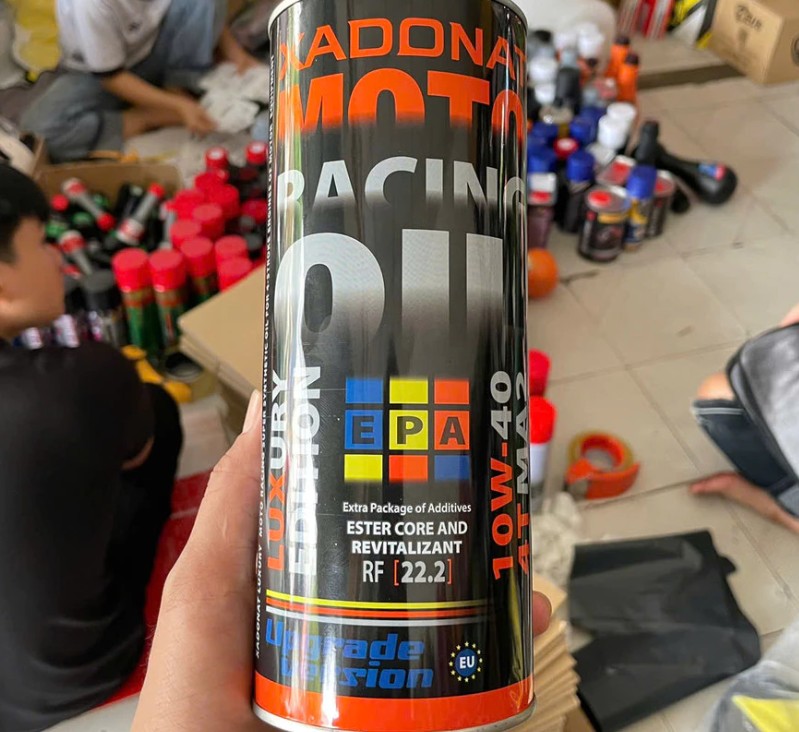 XADONAT
MOTO
RACING
OIL
LUXURY
EDITION
EPA
10W-40
4T MA2
Extra Package of Additives
ESTER CORE AND
REVITALIZANT
RF [22.2]
Upgrade
version
EU